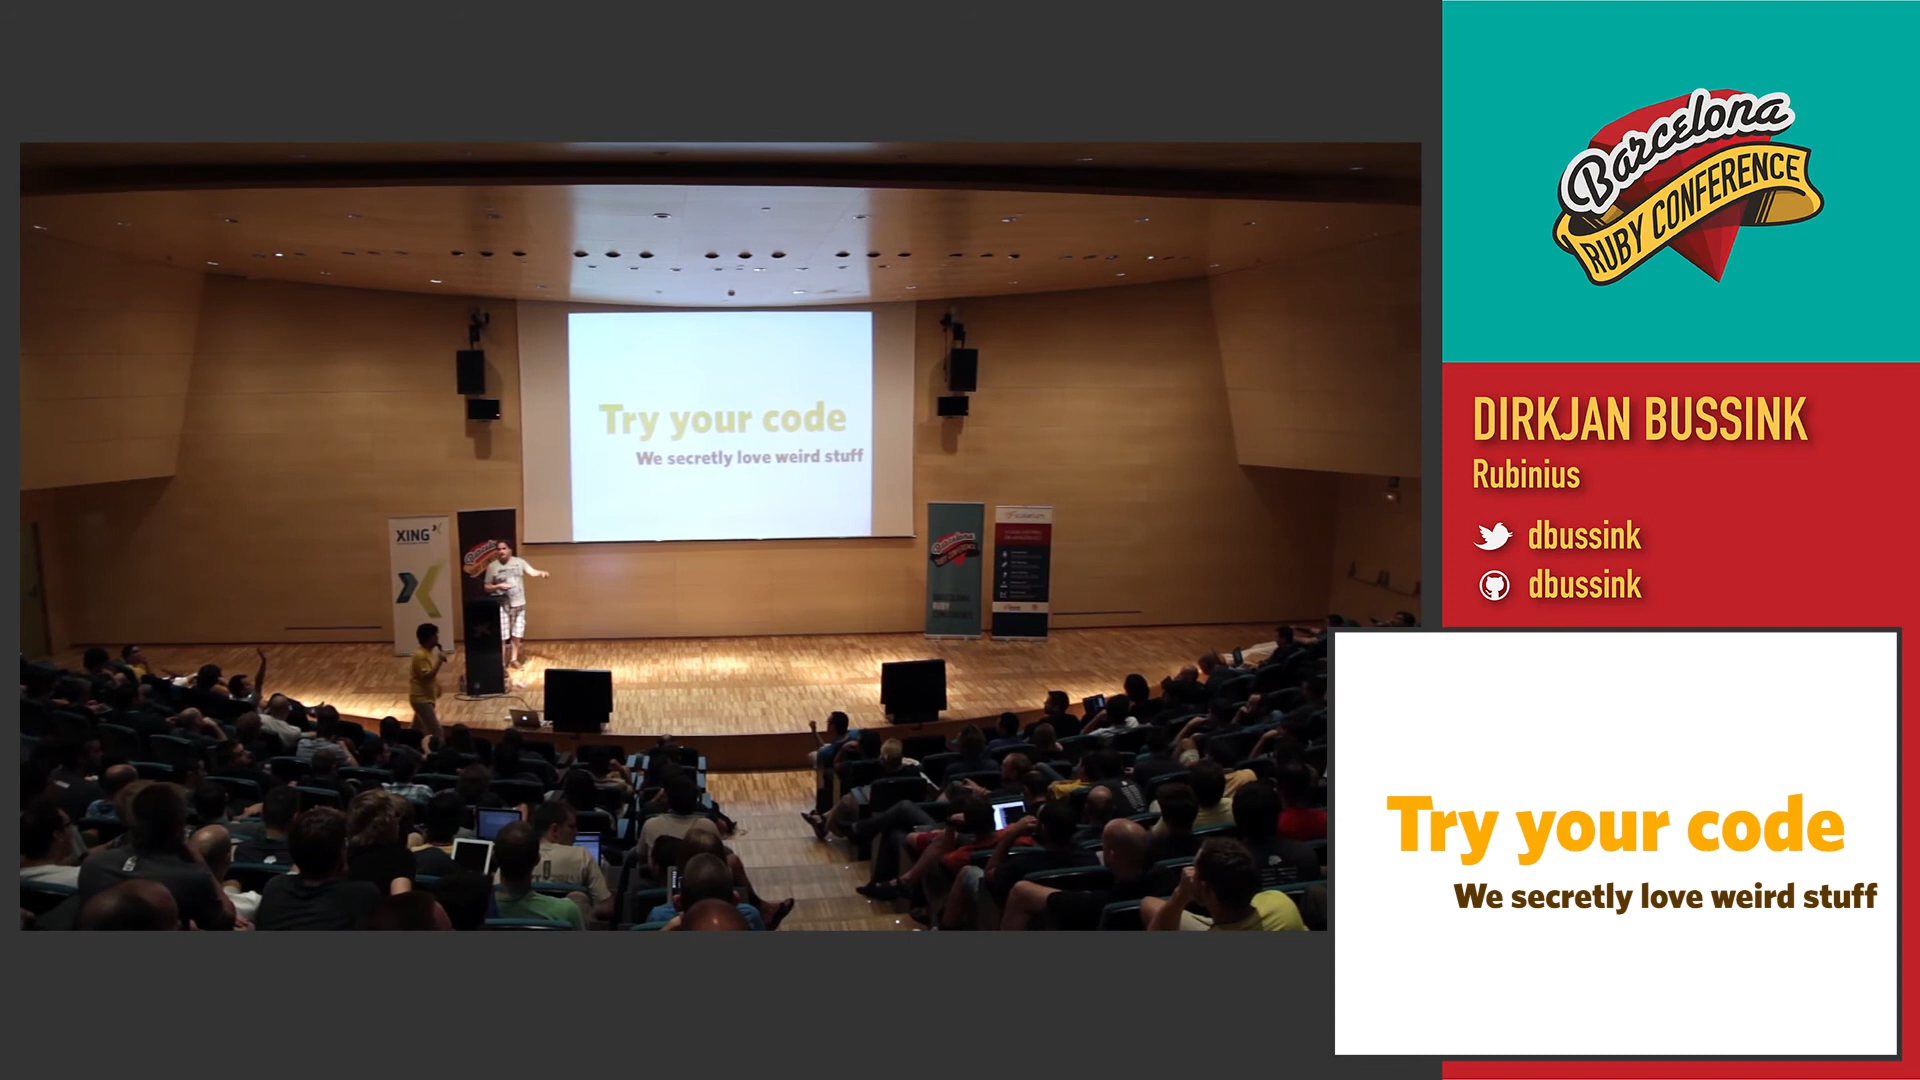 Try your code
We secretly love weird stuff
XING
Barcelona
RUBY CONFERENCE
DIRKJAN BUSSINK
Rubinius
dbussink
dbussink
Try your code
We secretly love weird stuff